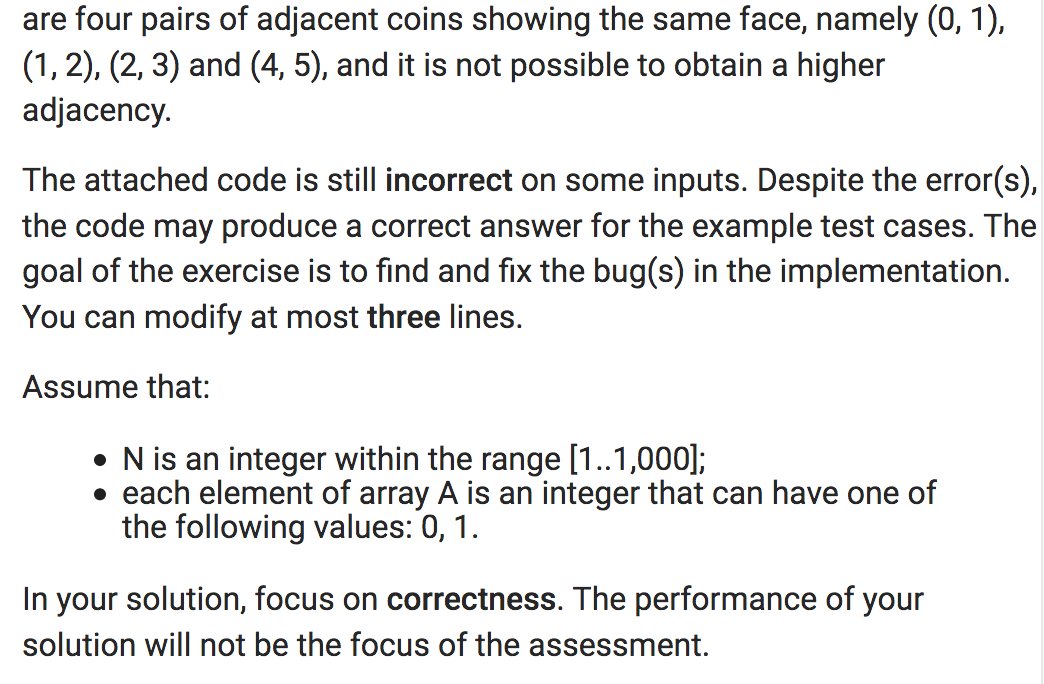 are four pairs of adjacent coins showing the same face, namely (0, 1),
(1, 2), (2, 3) and (4, 5), and it is not possible to obtain a higher
adjacency.
The attached code is still incorrect on some inputs. Despite the error(s),
the code may produce a correct answer for the example test cases. The
goal of the exercise is to find and fix the bug(s) in the implementation.
You can modify at most three lines.
Assume that:
• N is an integer within the range [1..1,000];
• each element of array A is an integer that can have one of
the following values: 0, 1.
In your solution, focus on correctness. The performance of your
solution will not be the focus of the assessment.